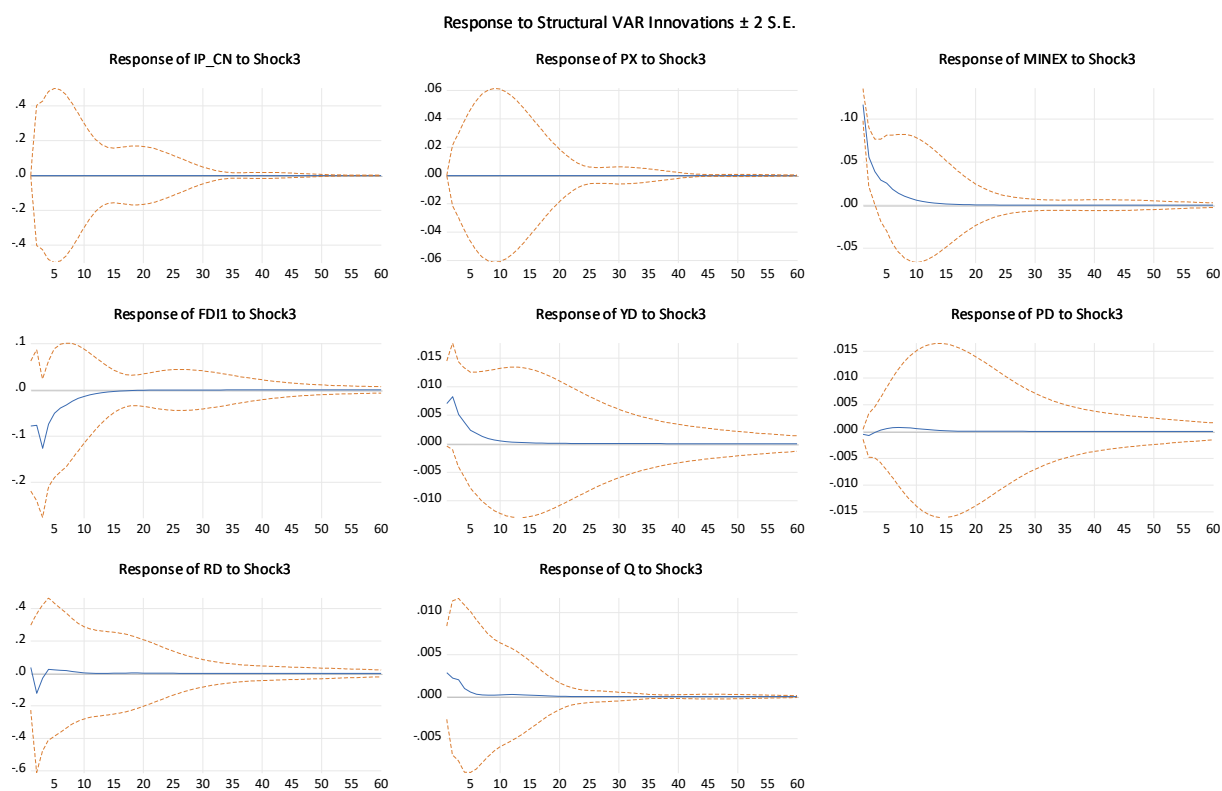 Response to Structural VAR Innovations ± 2 S.E.
Response of IP_CN to Shock3
.4
.2
.0
-.2
-.4
5 10 15 20 25 30 35 40 45 50 55 60
Response of PX to Shock3
.06
.04
.02
.00
-.02
-.04
-.06
5 10 15 20 25 30 35 40 45 50 55 60
Response of MINEX to Shock3
.10
.05
.00
-.05
5 10 15 20 25 30 35 40 45 50 55 60
Response of FDI1 to Shock3
.1
.0
-.1
-.2
5 10 15 20 25 30 35 40 45 50 55 60
Response of YD to Shock3
.015
.010
.005
.000
-.005
-.010
5 10 15 20 25 30 35 40 45 50 55 60
Response of PD to Shock3
.015
.010
.005
.000
-.005
-.010
-.015
5 10 15 20 25 30 35 40 45 50 55 60
Response of RD to Shock3
.4
.2
.0
-.2
-.4
-.6
5 10 15 20 25 30 35 40 45 50 55 60
Response of Q to Shock3
.010
.005
.000
-.005
5 10 15 20 25 30 35 40 45 50 55 60